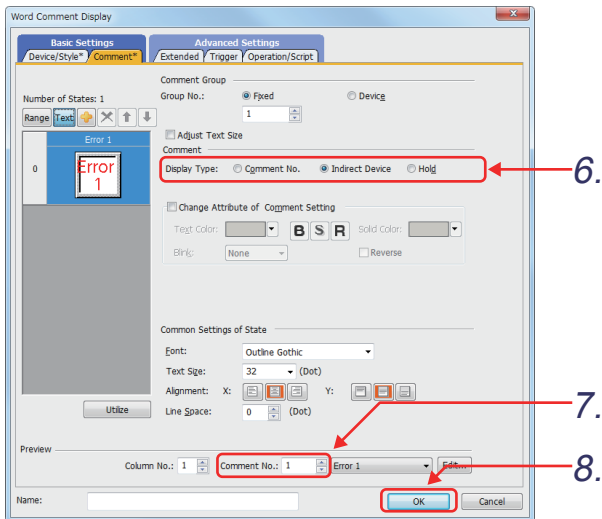 Word Comment Display
Basic Settings Advanced Settings
Device/Style* Comment* Extended Trigger Operation/Script
Comment Group
Number of States: 1
Group No.: Fixed Device
1
Range Text
Adjust Text Size
Comment
Error 1
0
Error
1
Display Type: Comment No. Indirect Device Hold
6.
Change Attribute of Comment Setting
Text Color: B S R Solid Color:
Blink: None Reverse
Common Settings of State
Font: Outline Gothic
Text Size: 32 (Dot)
Alignment: X: Y:
Utilize
Line Space: 0 (Dot)
7.
Preview
Column No.: 1 Comment No.: 1 Error 1 Edit...
8.
Name: OK Cancel